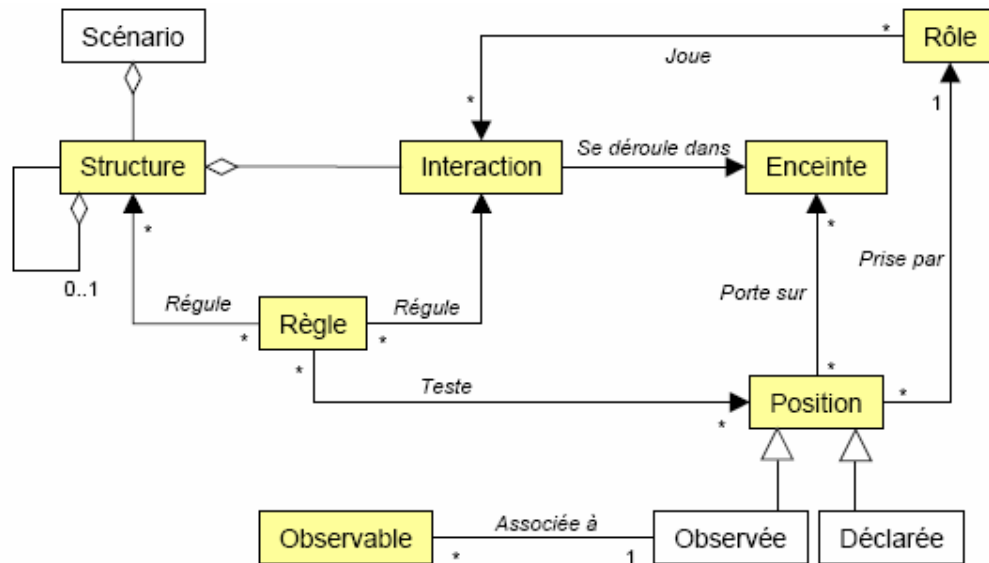 Scénario
*
Rôle
Joue
1
*
Structure
Interaction
Se déroule dans
Enceinte
*
*
0..1
Prise par
Porte sur
Régule
Règle
Régule
*
*
*
*
*
Teste
Position
*
Observable
Associée à
Observée
Déclarée
*
1